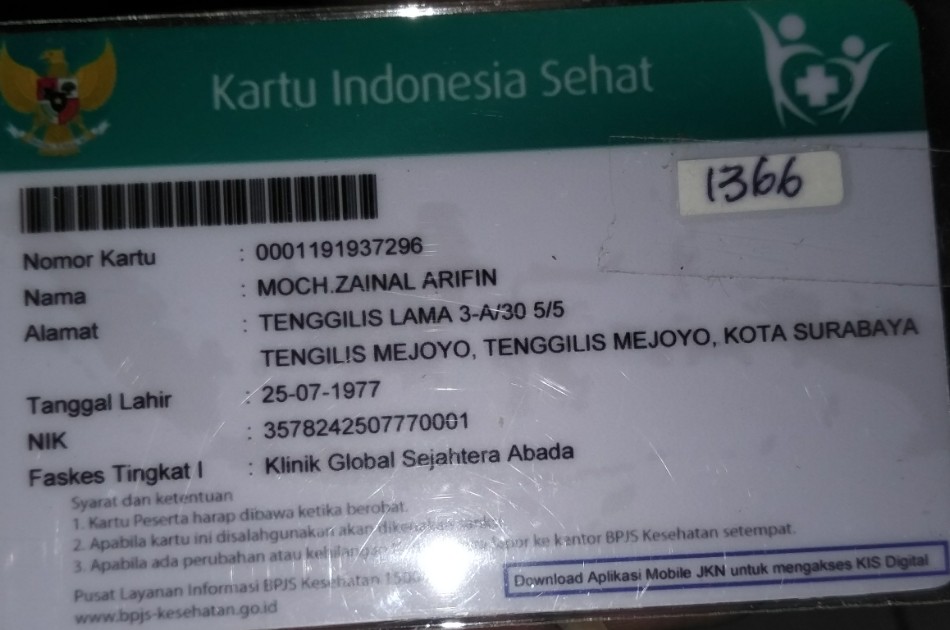 Kartu Indonesia Sehat
1366
Nomor Kartu : 0001191937296
Nama : MOCH.ZAINAL ARIFIN
Alamat : TENGGILIS LAMA 3-A/30 5/5
TENGILIS MEJOYO, TENGGILIS MEJOYO, KOTA SURABAYA
Tanggal Lahir : 25-07-1977
NIK : 3578242507770001
Faskes Tingkat I : Klinik Global Sejahtera Abada
Syarat dan ketentuan
1. Kartu Peserta harap dibawa ketika berobat.
2. Apabila kartu ini disalahgunakan akan dikenakan
3. Apabila ada perubahan atau kehilangan lapor ke kantor BPJS Kesehatan setempat.
Pusat Layanan Informasi BPJS Kesehatan
www.bpjs-kesehatan.go.id
Download Aplikasi Mobile JKN untuk mengakses KIS Digital